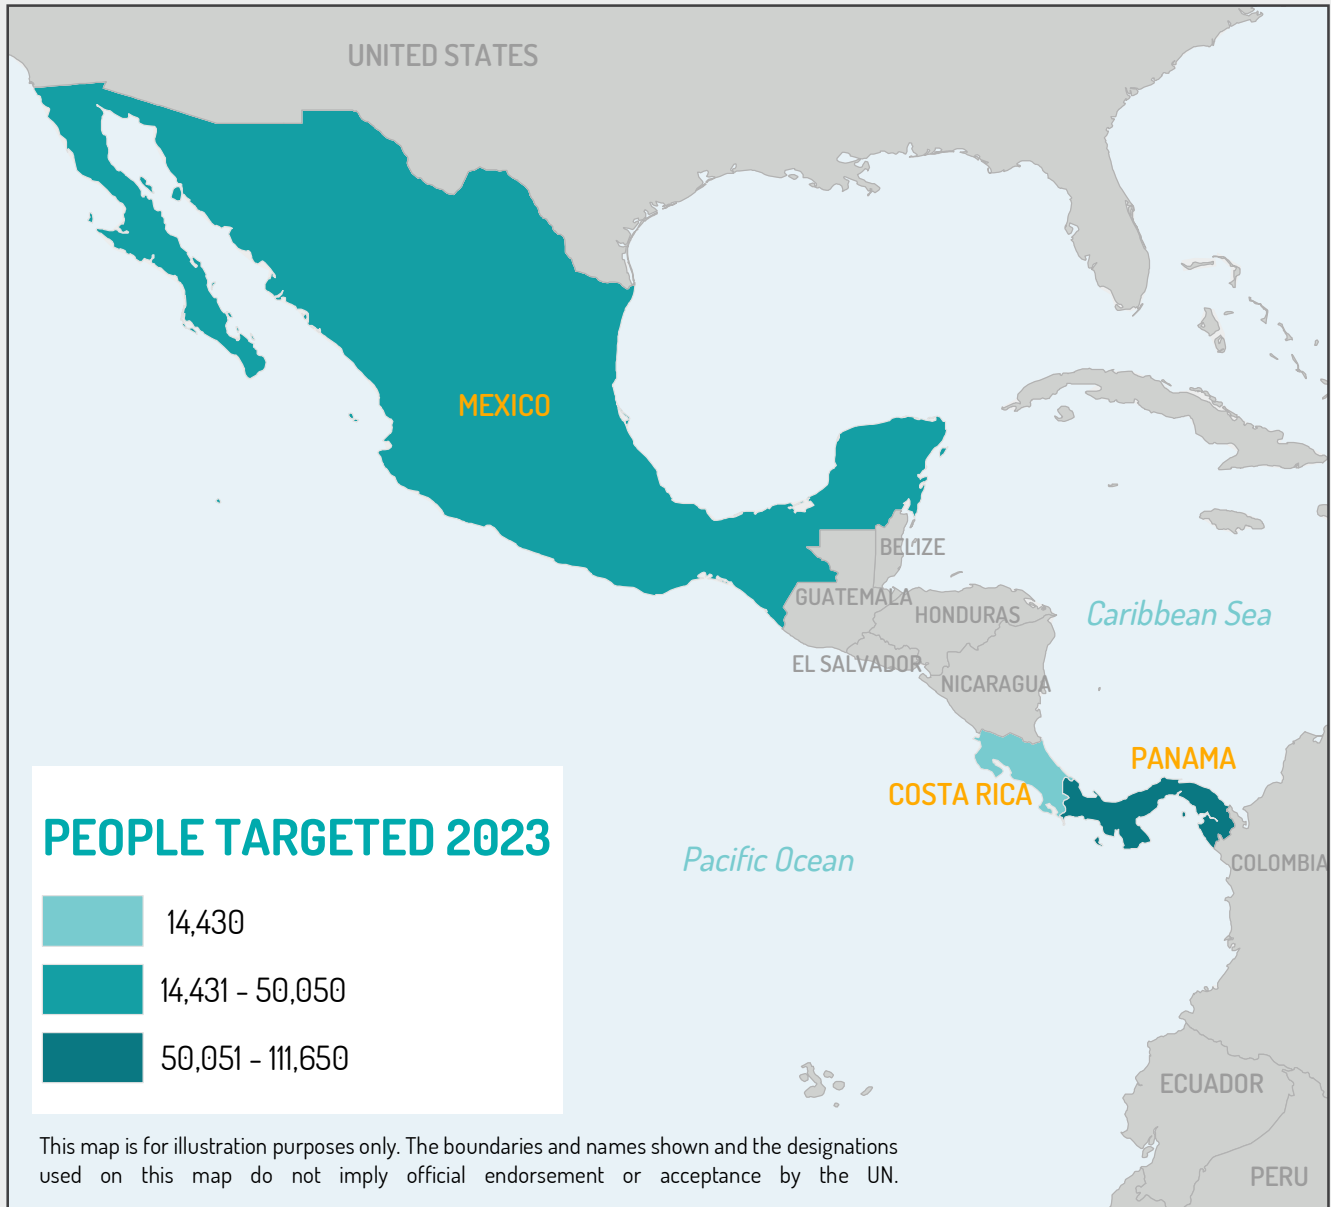 UNITED STATES
MEXICO
BELIZE
GUATEMALA
HONDURAS
Caribbean Sea
EL SALVADOR
NICARAGUA
PANAMA
COSTA RICA
Pacific Ocean
COLOMBIA
PEOPLE TARGETED 2023
14,430
14,431 - 50,050
50,051 - 111,650
ECUADOR
This map is for illustration purposes only. The boundaries and names shown and the designations
used on this map do not imply official endorsement or acceptance by the UN.
PERU